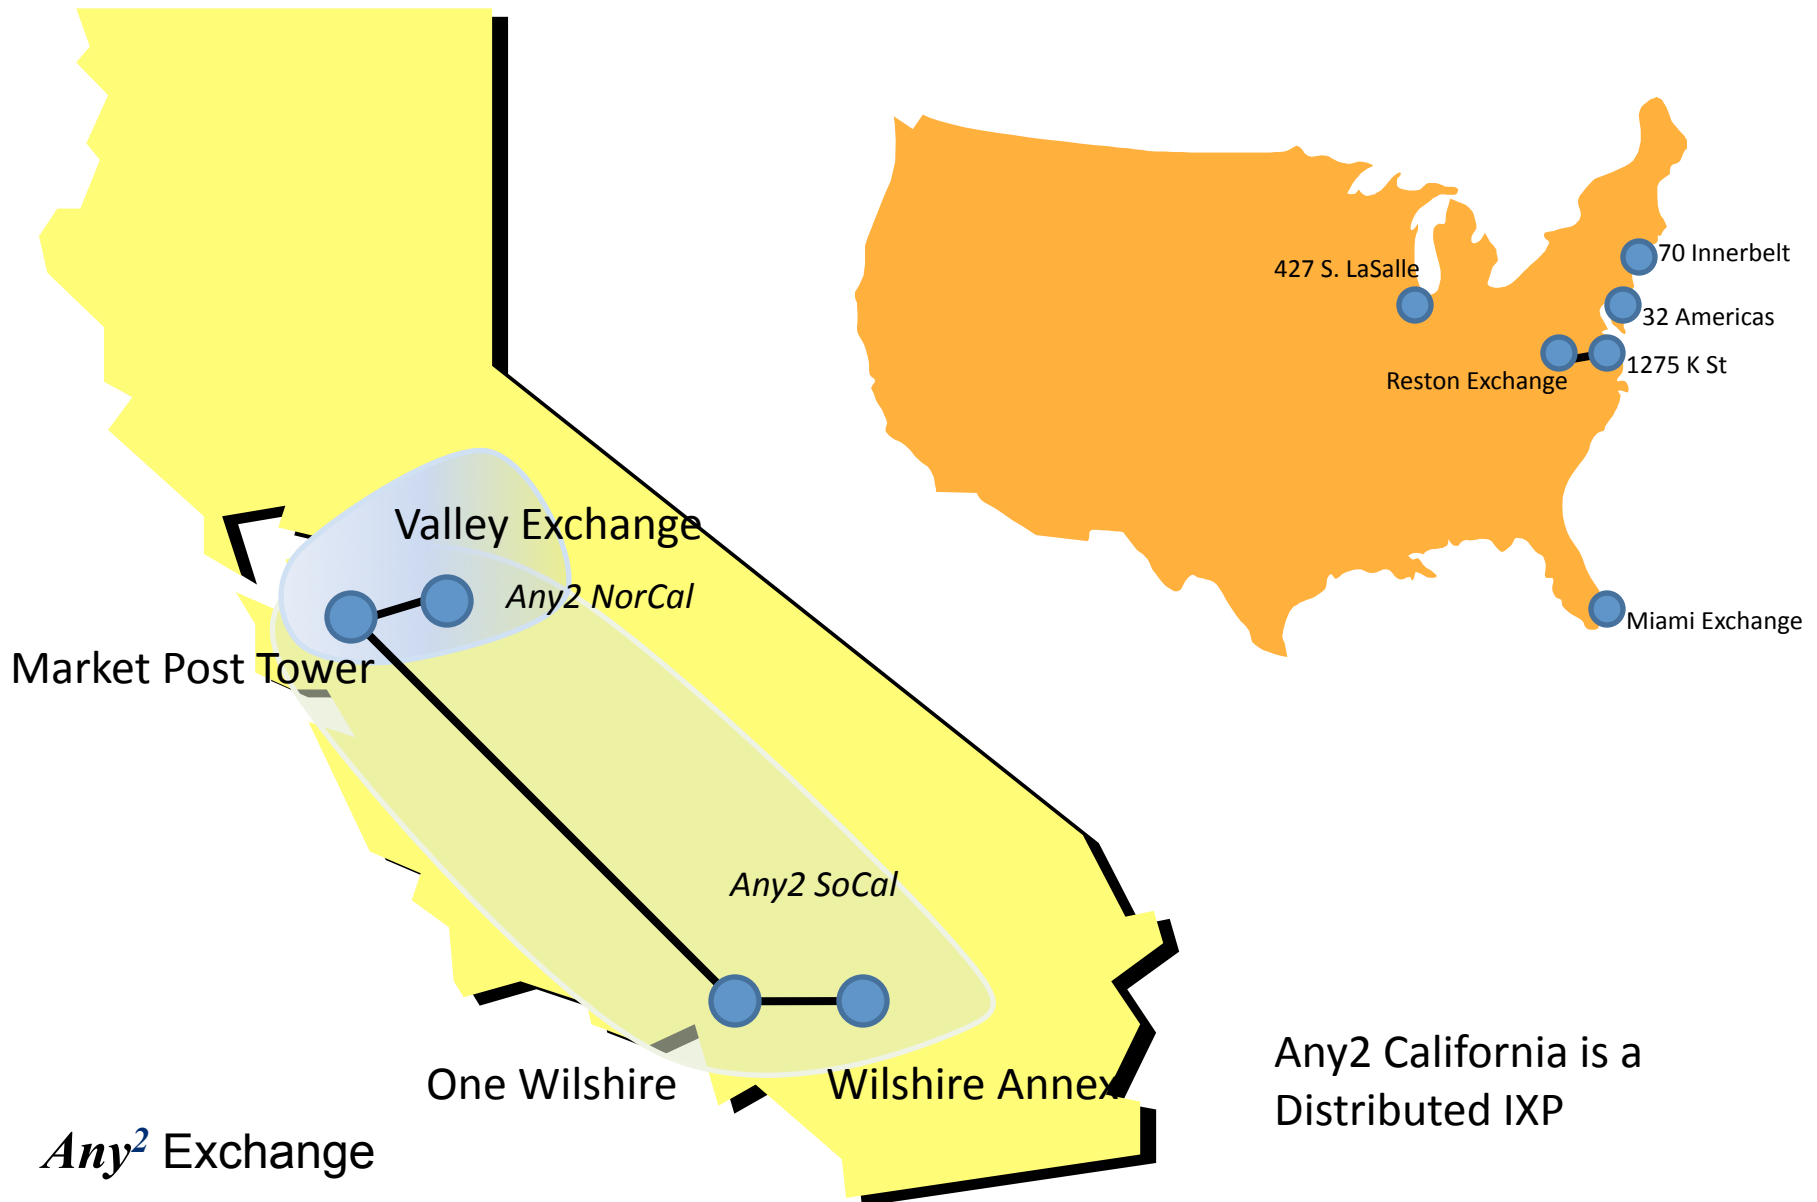 70 Innerbelt
427 S. LaSalle
32 Americas
1275 K St
Reston Exchange
Valley Exchange
Any2 NorCal
Miami Exchange
Market Post Tower
Any2 SoCal
One Wilshire
Wilshire Annex
Any2 California is a
Distributed IXP
Any² Exchange